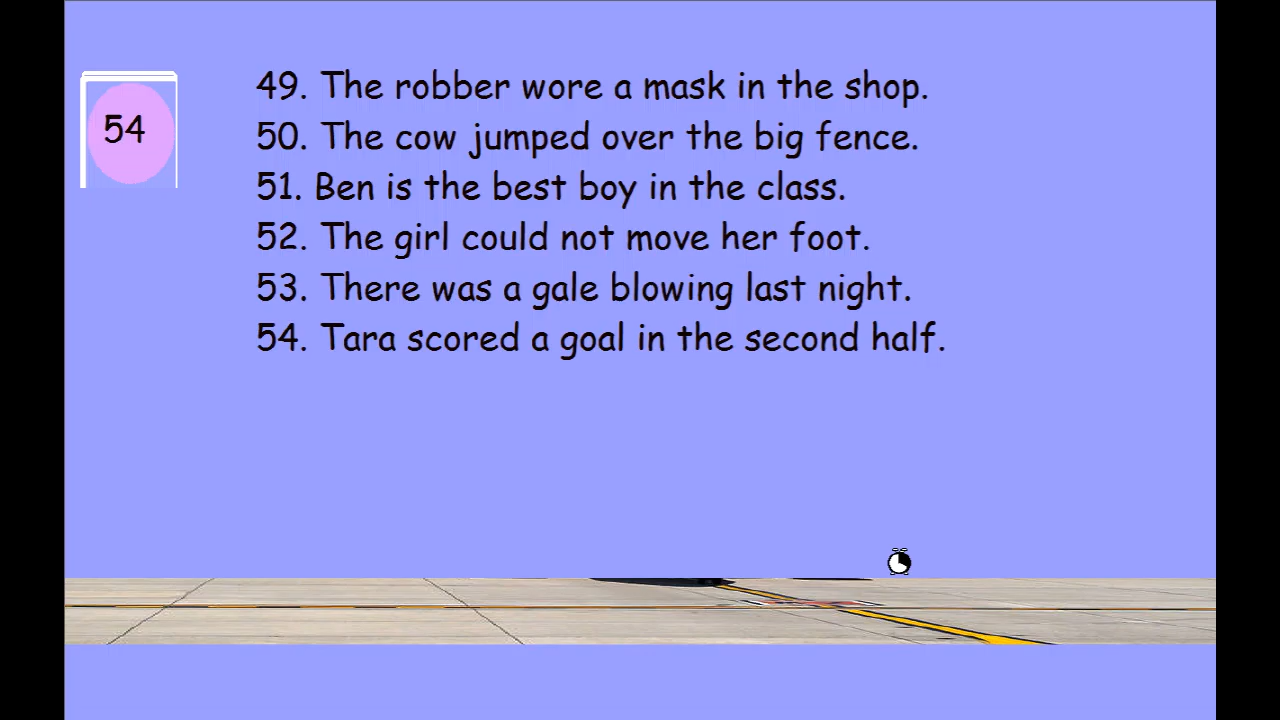 54
49. The robber wore a mask in the shop.
50. The cow jumped over the big fence.
51. Ben is the best boy in the class.
52. The girl could not move her foot.
53. There was a gale blowing last night.
54. Tara scored a goal in the second half.